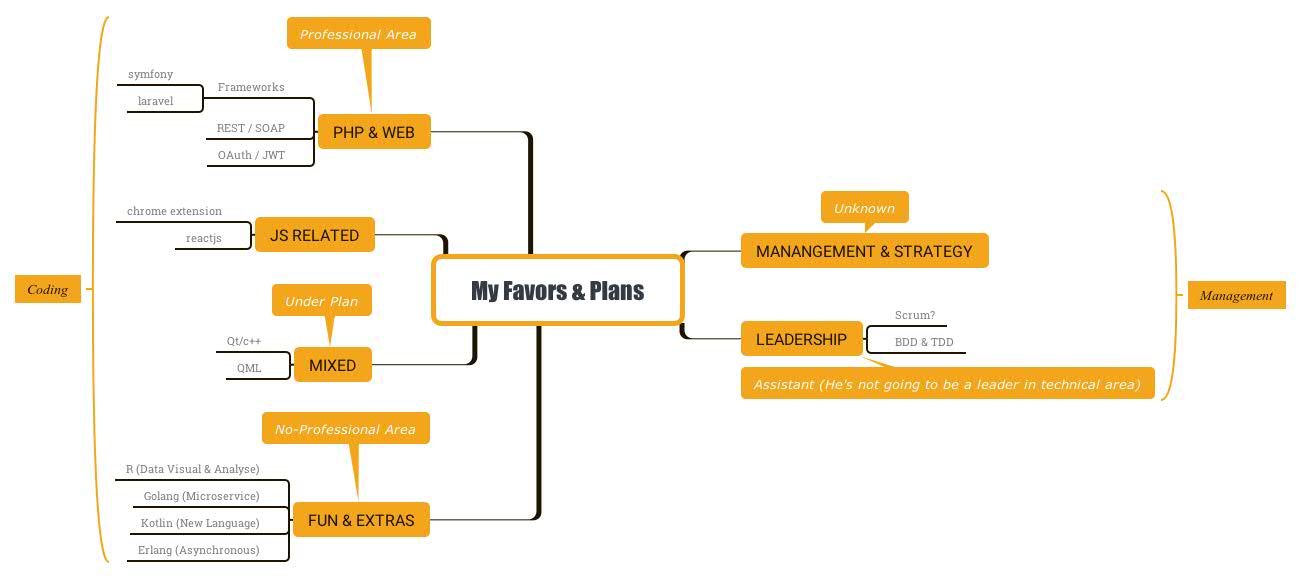 Professional Area
symfony
Frameworks
laravel
REST / SOAP
PHP & WEB
OAuth / JWT
chrome extension
reactjs
JS RELATED
Coding
My Favors & Plans
Under Plan
Qt/c++
QML
MIXED
No-Professional Area
R (Data Visual & Analyse)
Golang (Microservice)
Kotlin (New Language)
Erlang (Asynchronous)
FUN & EXTRAS
Unknown
MANANGEMENT & STRATEGY
Management
Scrum?
LEADERSHIP
BDD & TDD
Assistant (He's not going to be a leader in technical area)